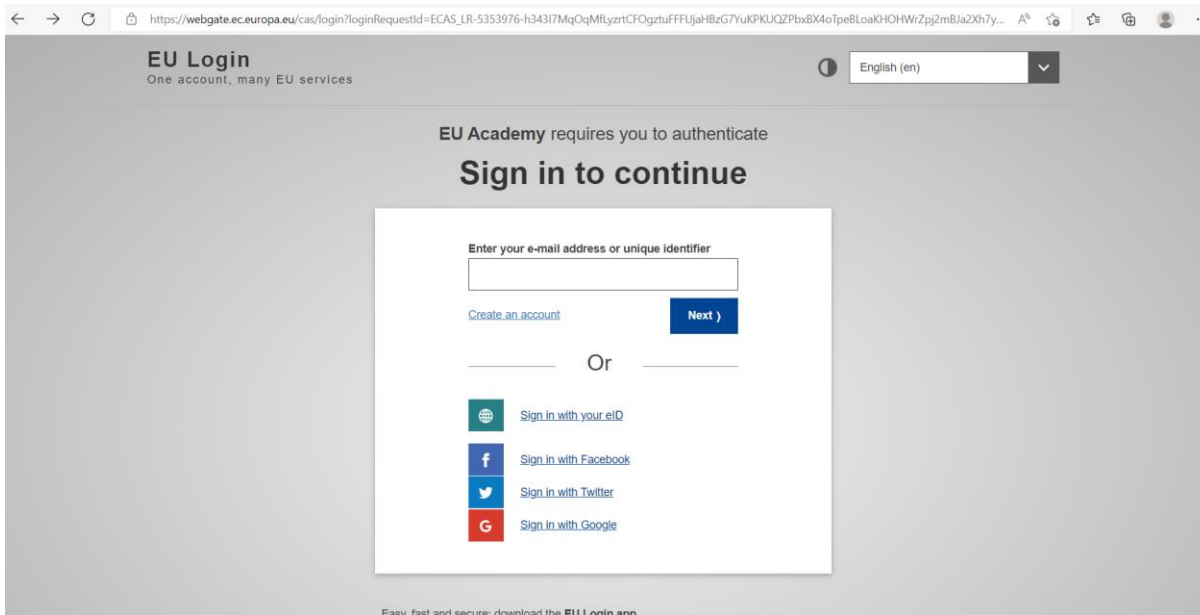 https://webgate.ec.europa.eu/cas/login?loginRequestId=ECAS_LR-5353976-h343I7MqOqMfLyzrtCFOgztuFFFUjaHBzG7YuKPKUQZPbxBX4oTpeBLoaKHOHWrZpj2mBJa2Xh7y...
EU Login
One account, many EU services
English (en)
EU Academy requires you to authenticate
Sign in to continue
Enter your e-mail address or unique identifier
Create an account
Next ⟩
Or
Sign in with your eID
Sign in with Facebook
Sign in with Twitter
Sign in with Google
Easy, fast and secure: download the EU Login app